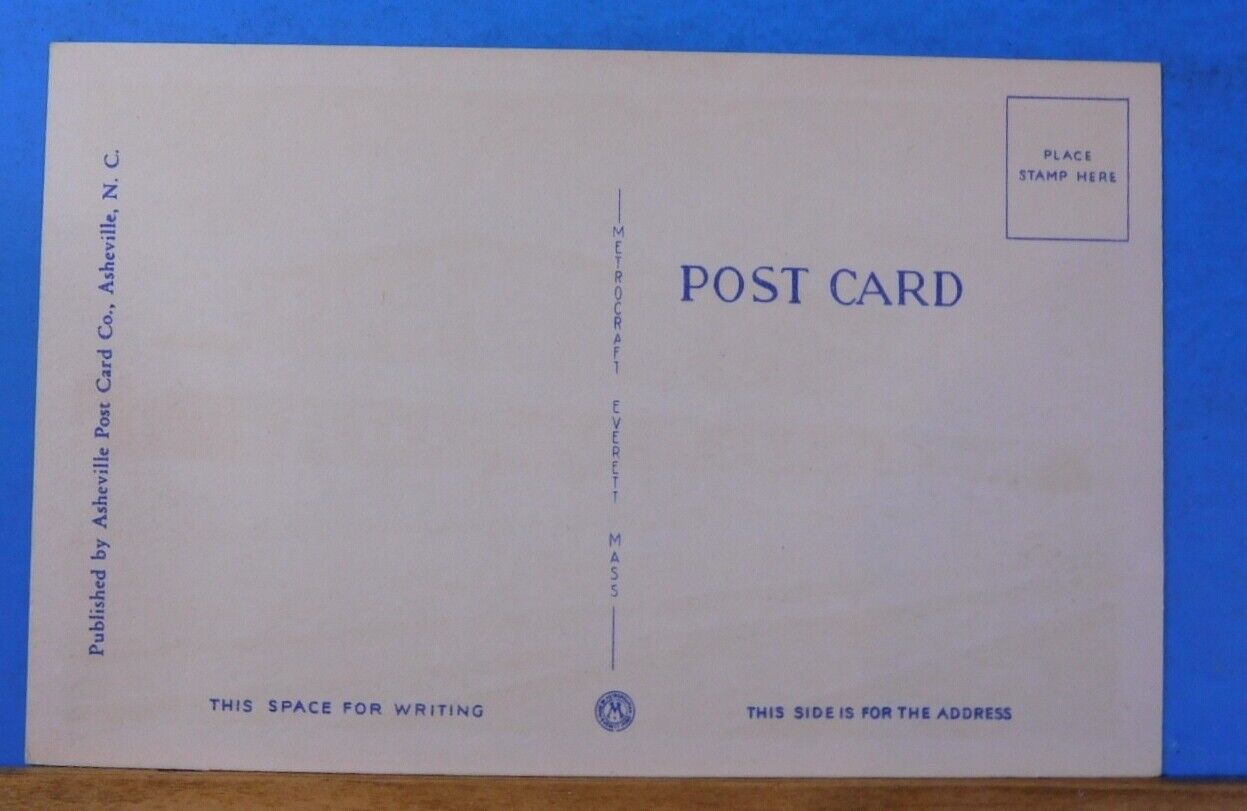 Published by Asheville Post Card Co., Asheville, N. C.
PLACE
STAMP HERE
METROCRAFT EVERETT MASS
POST CARD
THIS SPACE FOR WRITING
M
THIS SIDE IS FOR THE ADDRESS